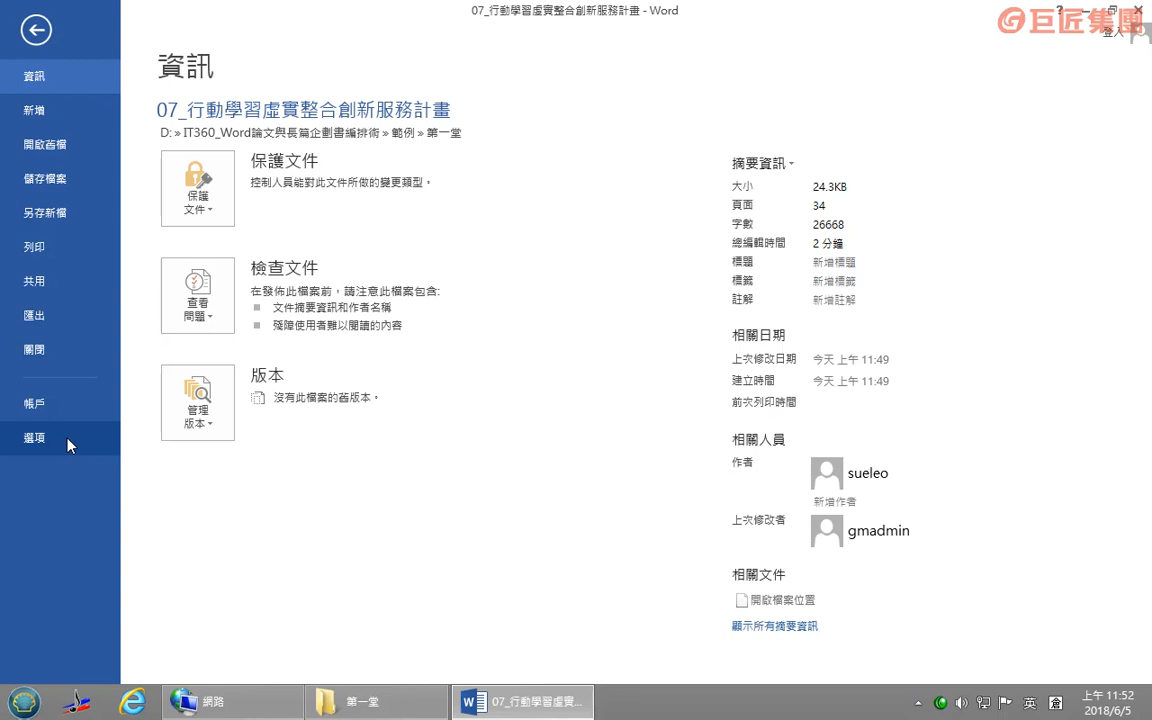 07_行動學習虛實整合創新服務計畫 - Word
巨匠集團
登入
資訊
新增
開啟舊檔
儲存檔案
另存新檔
列印
共用
匯出
關閉
帳戶
選項
資訊
07_行動學習虛實整合創新服務計畫
D: » IT360_Word論文與長篇企劃書編排術 » 範例 » 第一堂
保護
文件
保護文件
控制人員能對此文件所做的變更類型。
查看
問題
檢查文件
在發佈此檔案前，請注意此檔案包含:
文件摘要資訊和作者名稱
殘障使用者難以閱讀的內容
管理
版本
版本
沒有此檔案的舊版本。
摘要資訊
大小 24.3KB
頁面 34
字數 26668
總編輯時間 2 分鐘
標題 新增標題
標籤 新增標籤
註解 新增註解
相關日期
上次修改日期 今天 上午 11:49
建立時間 今天 上午 11:49
前次列印時間
相關人員
作者 sueleo
新增作者
上次修改者 gmadmin
相關文件
開啟檔案位置
顯示所有摘要資訊
網路
第一堂
07_行動學習虛實...
英
上午 11:52
2018/6/5